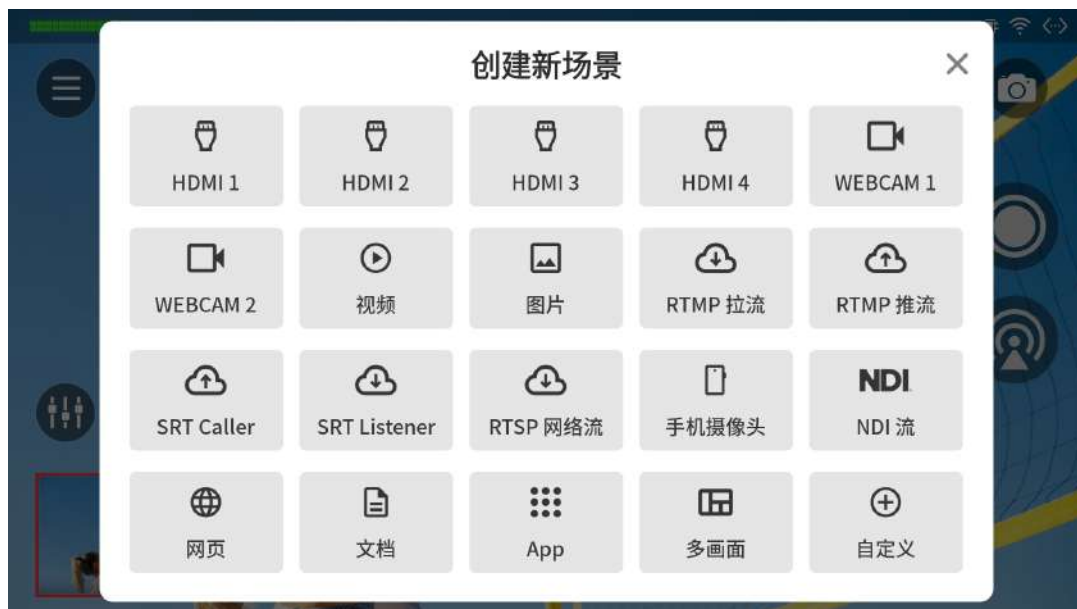 创建新场景
HDMI 1
HDMI 2
HDMI 3
HDMI 4
WEBCAM 1
WEBCAM 2
视频
图片
RTMP 拉流
RTMP 推流
SRT Caller
SRT Listener
RTSP 网络流
手机摄像头
NDI
NDI 流
网页
文档
App
多画面
自定义